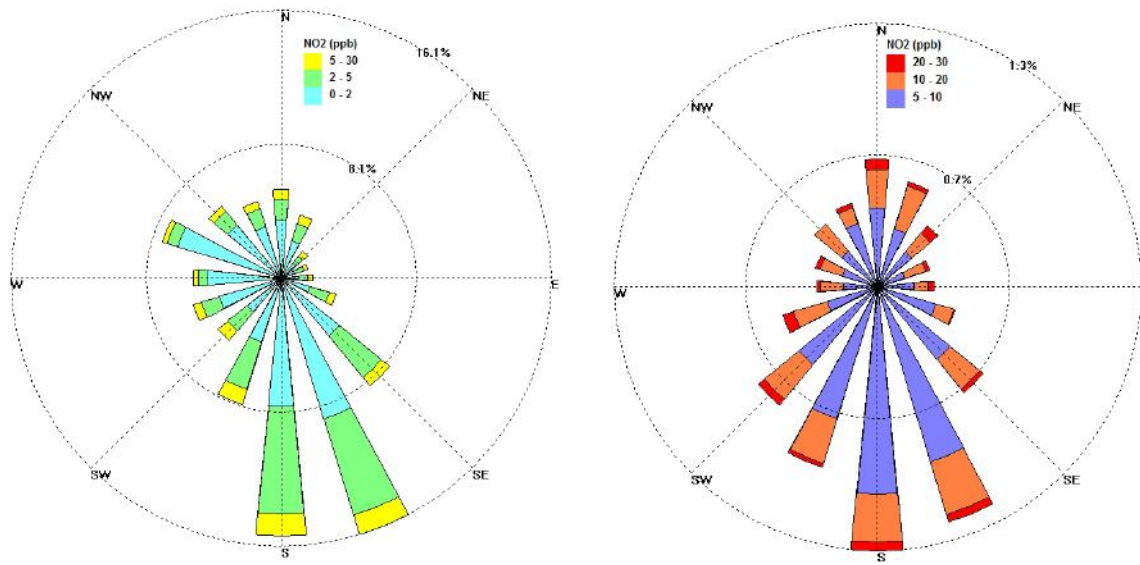 N
16.1%
NO2 (ppb)
5 - 30
2 - 5
0 - 2
NW
NE
8.1%
W
E
SW
SE
S
N
1.3%
NO2 (ppb)
20 - 30
10 - 20
5 - 10
NW
NE
0.7%
W
SW
SE
S